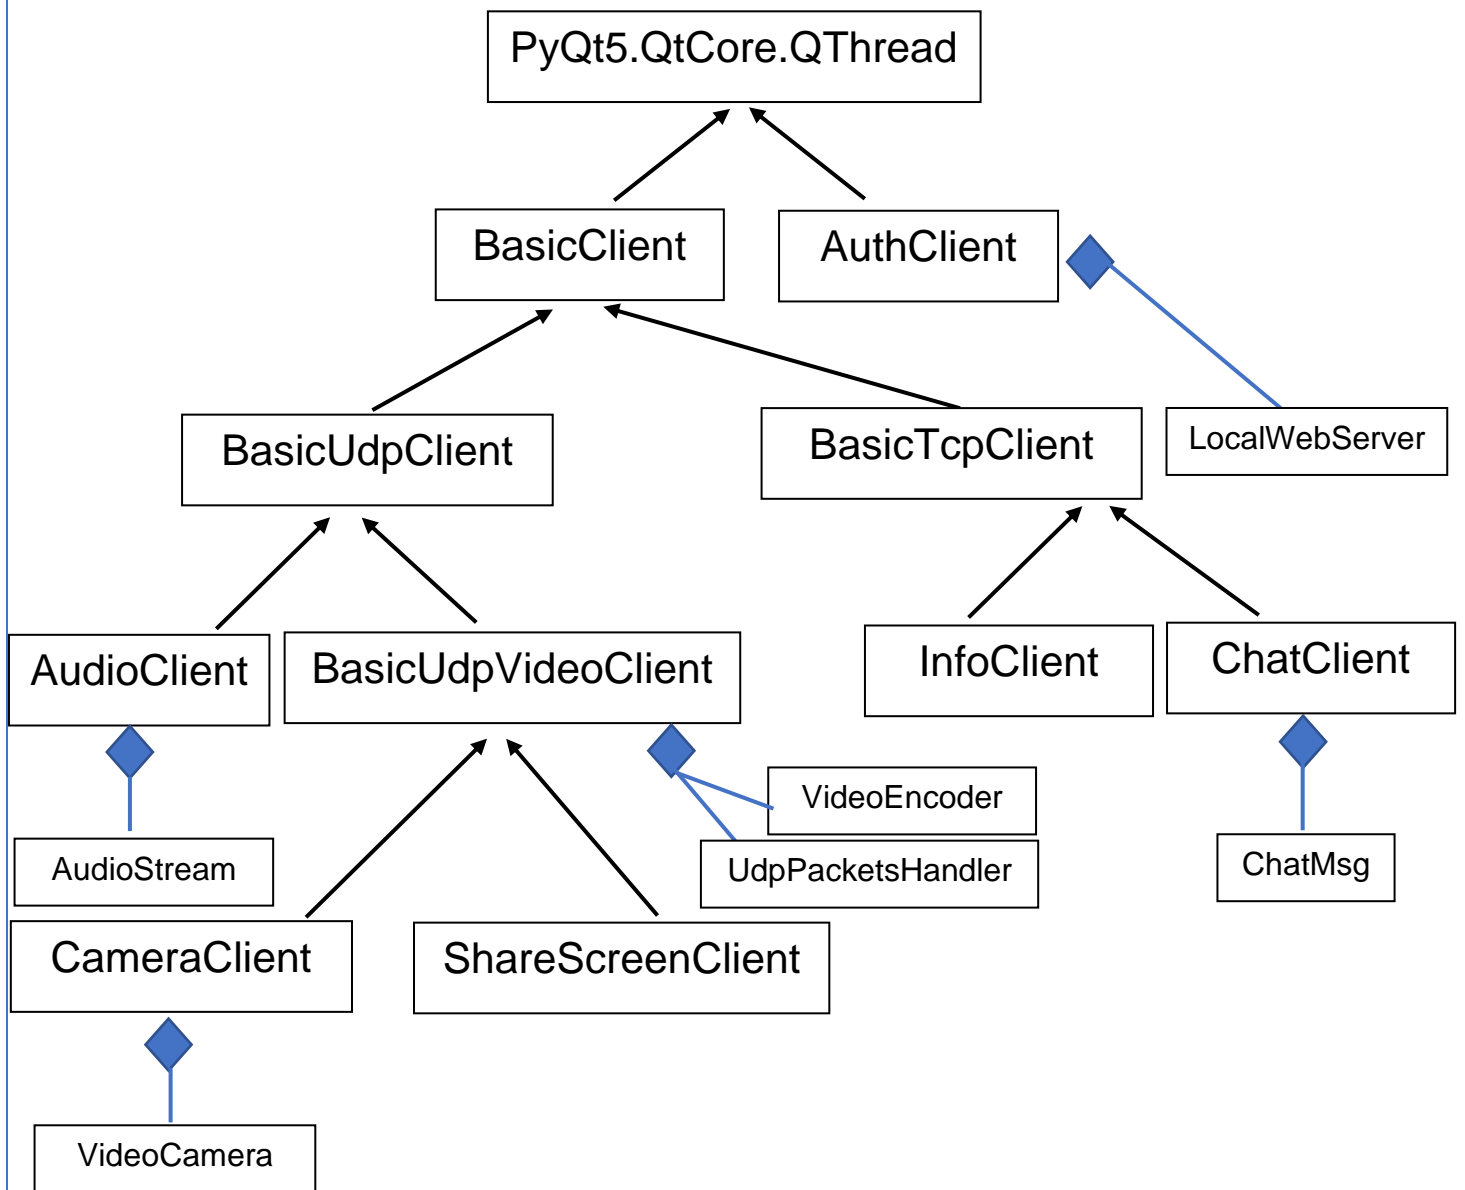 PyQt5.QtCore.QThread
BasicClient
AuthClient
BasicUdpClient
BasicTcpClient
LocalWebServer
AudioClient
BasicUdpVideoClient
InfoClient
ChatClient
VideoEncoder
AudioStream
UdpPacketsHandler
ChatMsg
CameraClient
ShareScreenClient
VideoCamera